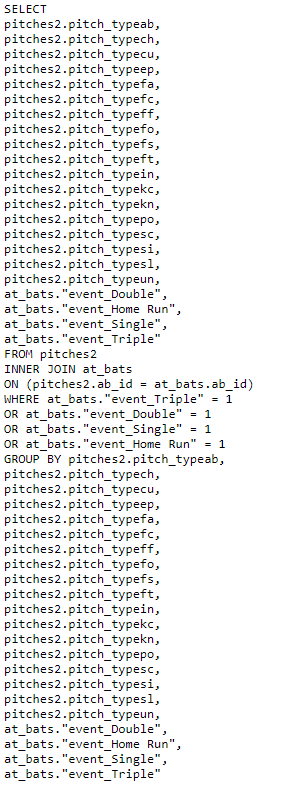 SELECT
pitches2.pitch_typeab,
pitches2.pitch_typech,
pitches2.pitch_typecu,
pitches2.pitch_typeep,
pitches2.pitch_typefa,
pitches2.pitch_typefc,
pitches2.pitch_typeff,
pitches2.pitch_typefo,
pitches2.pitch_typefs,
pitches2.pitch_typeft,
pitches2.pitch_typein,
pitches2.pitch_typekc,
pitches2.pitch_typekn,
pitches2.pitch_typepo,
pitches2.pitch_typesc,
pitches2.pitch_typesi,
pitches2.pitch_typesl,
pitches2.pitch_typeun,
at_bats."event_Double",
at_bats."event_Home Run",
at_bats."event_Single",
at_bats."event_Triple"
FROM pitches2
INNER JOIN at_bats
ON (pitches2.ab_id = at_bats.ab_id)
WHERE at_bats."event_Triple" = 1
OR at_bats."event_Double" = 1
OR at_bats."event_Single" = 1
OR at_bats."event_Home Run" = 1
GROUP BY pitches2.pitch_typeab,
pitches2.pitch_typech,
pitches2.pitch_typecu,
pitches2.pitch_typeep,
pitches2.pitch_typefa,
pitches2.pitch_typefc,
pitches2.pitch_typeff,
pitches2.pitch_typefo,
pitches2.pitch_typefs,
pitches2.pitch_typeft,
pitches2.pitch_typein,
pitches2.pitch_typekc,
pitches2.pitch_typekn,
pitches2.pitch_typepo,
pitches2.pitch_typesc,
pitches2.pitch_typesi,
pitches2.pitch_typesl,
pitches2.pitch_typeun,
at_bats."event_Double",
at_bats."event_Home Run",
at_bats."event_Single",
at_bats."event_Triple"